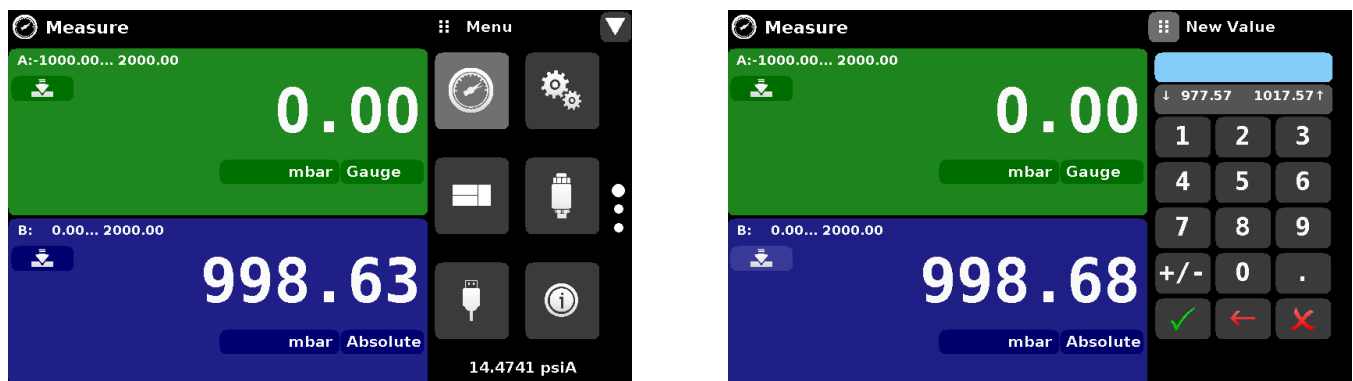 Measure
Menu
A:-1000.00... 2000.00
0.00
mbar Gauge
B: 0.00... 2000.00
998.63
mbar Absolute
14.4741 psiA
Measure
New Value
A:-1000.00... 2000.00
0.00
mbar Gauge
B: 0.00... 2000.00
998.68
mbar Absolute
↓ 977.57 1017.57↑
1 2 3
4 5 6
7 8 9
+/- 0 .